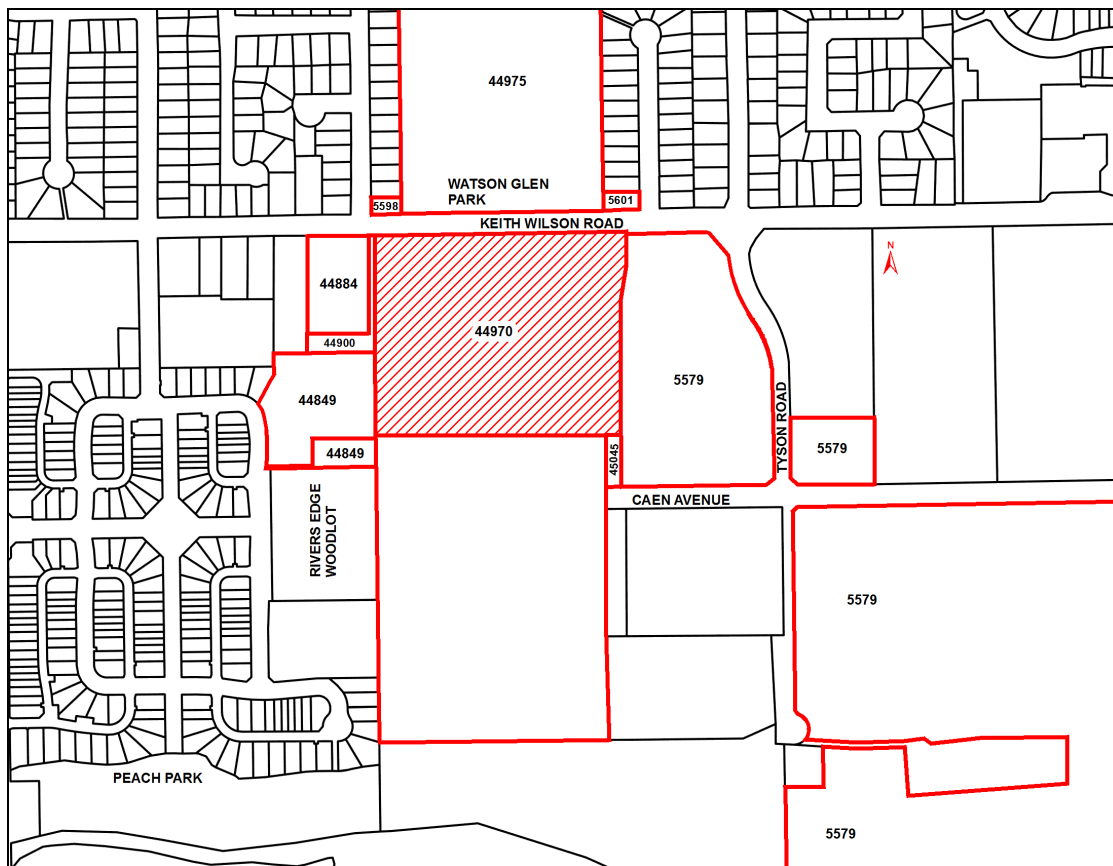 44975
WATSON GLEN
PARK
5598
5601
KEITH WILSON ROAD
N
44884
44970
44900
5579
44849
TYSON ROAD
5579
44849
45045
CAEN AVENUE
RIVERS EDGE
WOODLOT
5579
PEACH PARK
5579